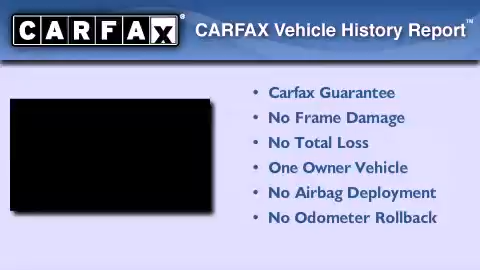 CARFAX® CARFAX Vehicle History Report™
• Carfax Guarantee
• No Frame Damage
• No Total Loss
• One Owner Vehicle
• No Airbag Deployment
• No Odometer Rollback